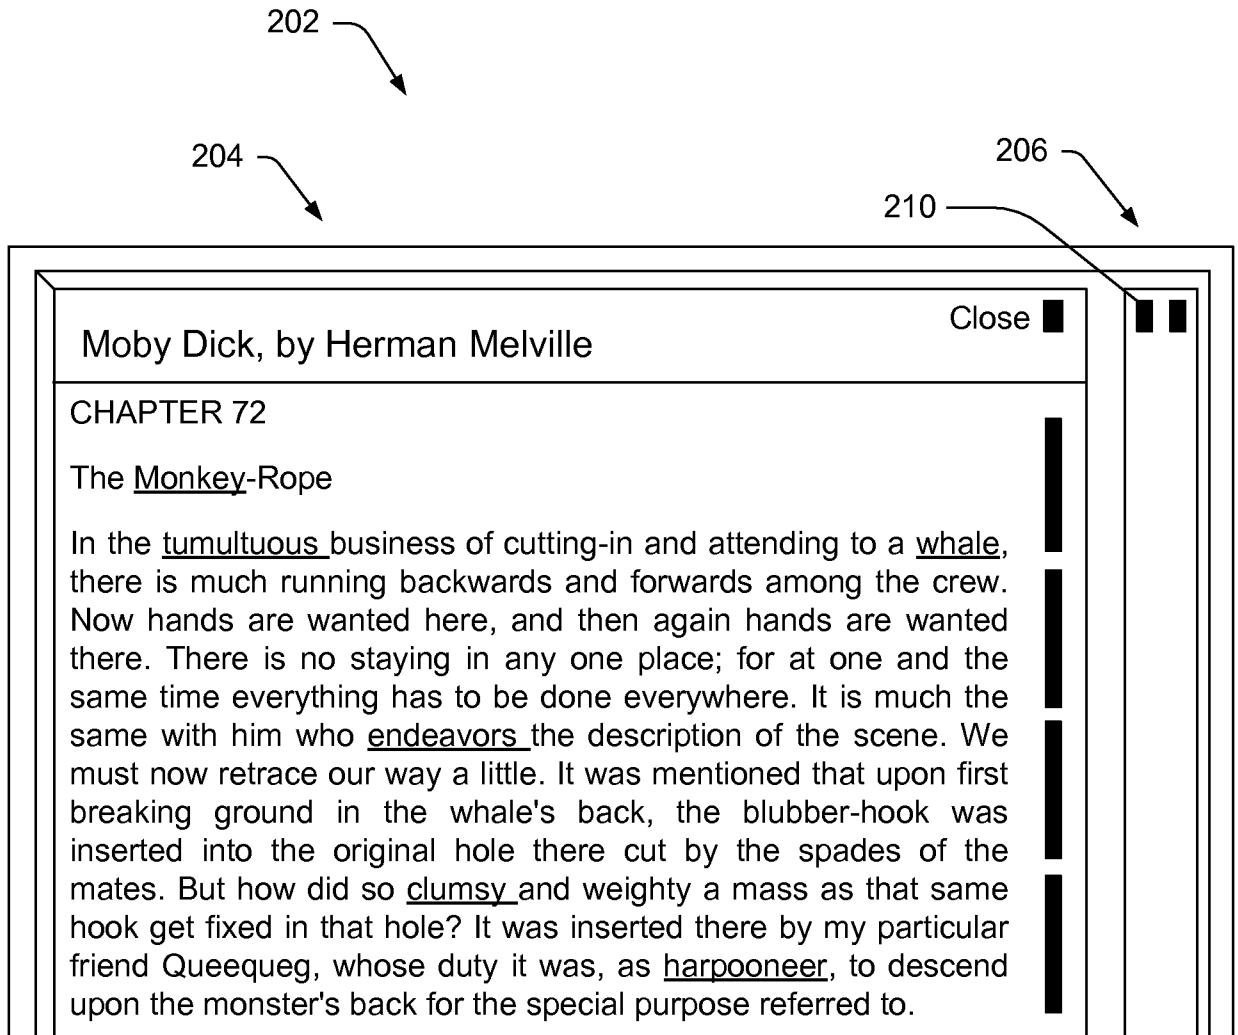 202
204
206
210
Close
Moby Dick, by Herman Melville
CHAPTER 72
The Monkey-Rope
In the tumultuous business of cutting-in and attending to a whale,
there is much running backwards and forwards among the crew.
Now hands are wanted here, and then again hands are wanted
there. There is no staying in any one place; for at one and the
same time everything has to be done everywhere. It is much the
same with him who endeavors the description of the scene. We
must now retrace our way a little. It was mentioned that upon first
breaking ground in the whale's back, the blubber-hook was
inserted into the original hole there cut by the spades of the
mates. But how did so clumsy and weighty a mass as that same
hook get fixed in that hole? It was inserted there by my particular
friend Queequeg, whose duty it was, as harpooneer, to descend
upon the monster's back for the special purpose referred to.